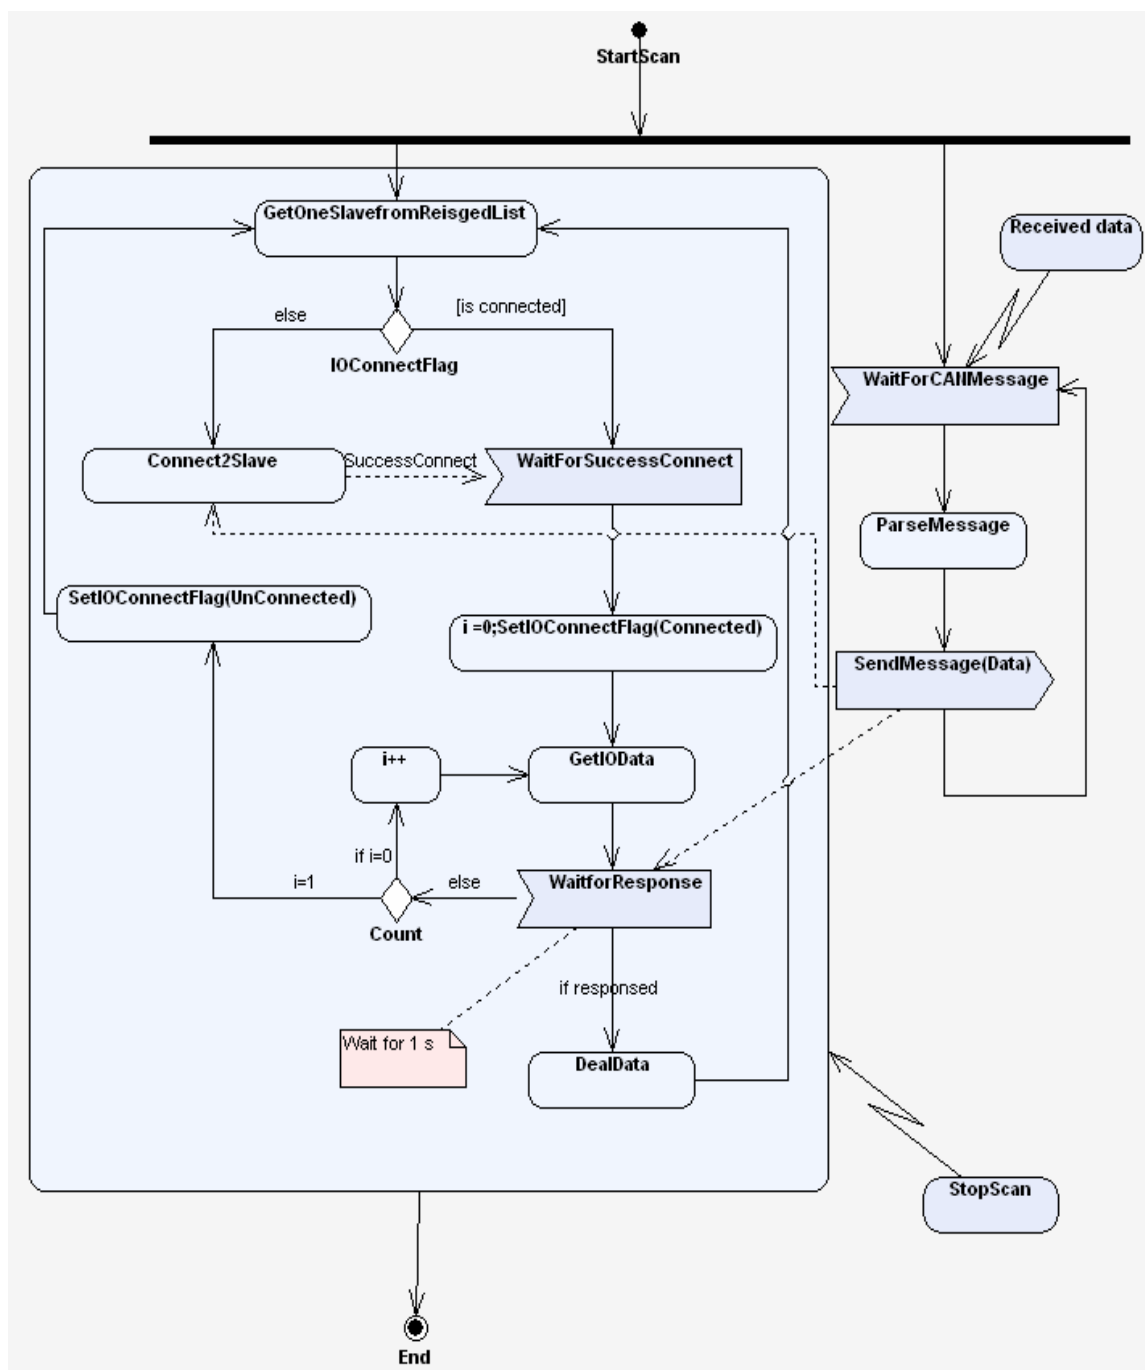 StartScan
GetOneSlavefromReisgedList
Received data
else
[is connected]
IOConnectFlag
WaitForCANMessage
Connect2Slave
SuccessConnect
WaitForSuccessConnect
ParseMessage
SetIOConnectFlag(UnConnected)
i =0;SetIOConnectFlag(Connected)
SendMessage(Data)
i++
GetIOData
if i=0
i=1
else
WaitforResponse
Count
if responsed
Wait for 1 s
DealData
StopScan
End